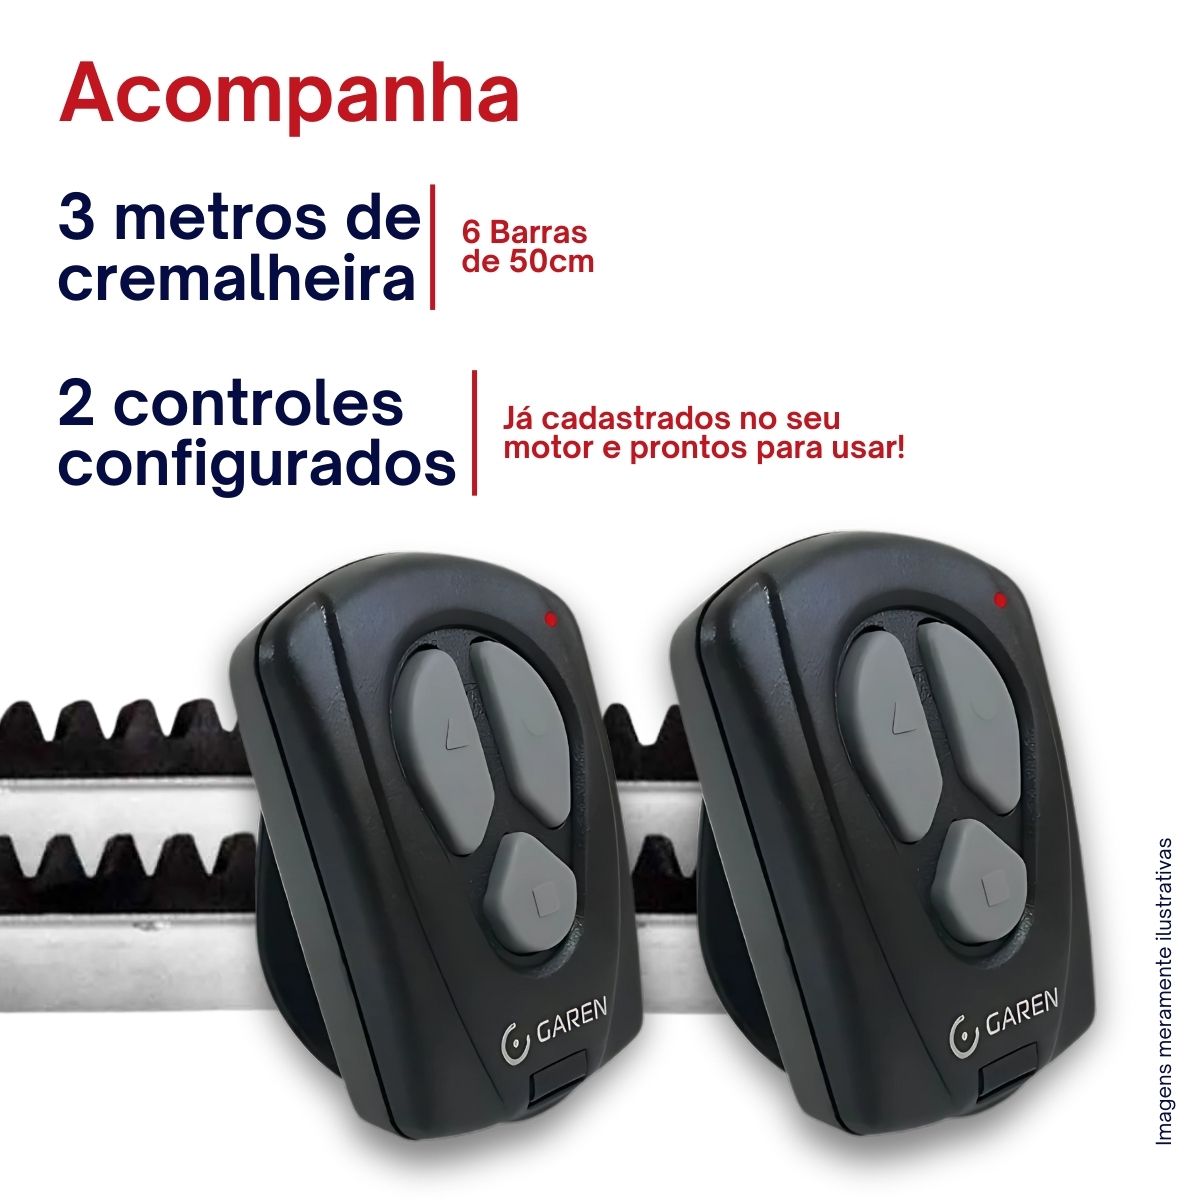 Acompanha
3 metros de
cremalheira
6 Barras
de 50cm
2 controles
configurados
Já cadastrados no seu
motor e prontos para usar!
GAREN
GAREN
Imagens meramente ilustrativas